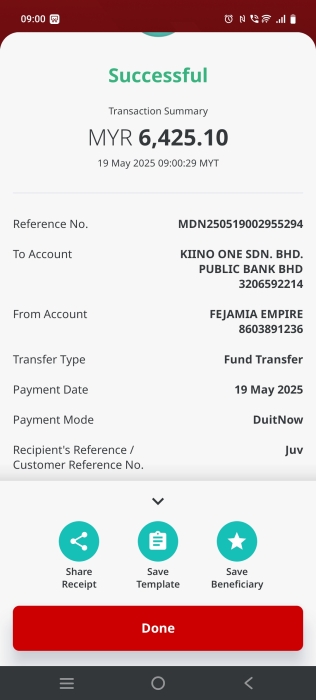 09:00
Successful
Transaction Summary
MYR 6,425.10
19 May 2025 09:00:29 MYT
Reference No. MDN250519002955294
To Account KIINO ONE SDN. BHD.
PUBLIC BANK BHD
3206592214
From Account FEJAMIA EMPIRE
8603891236
Transfer Type Fund Transfer
Payment Date 19 May 2025
Payment Mode DuitNow
Recipient's Reference / Juv
Customer Reference No.
Share Save Save
Receipt Template Beneficiary
Done